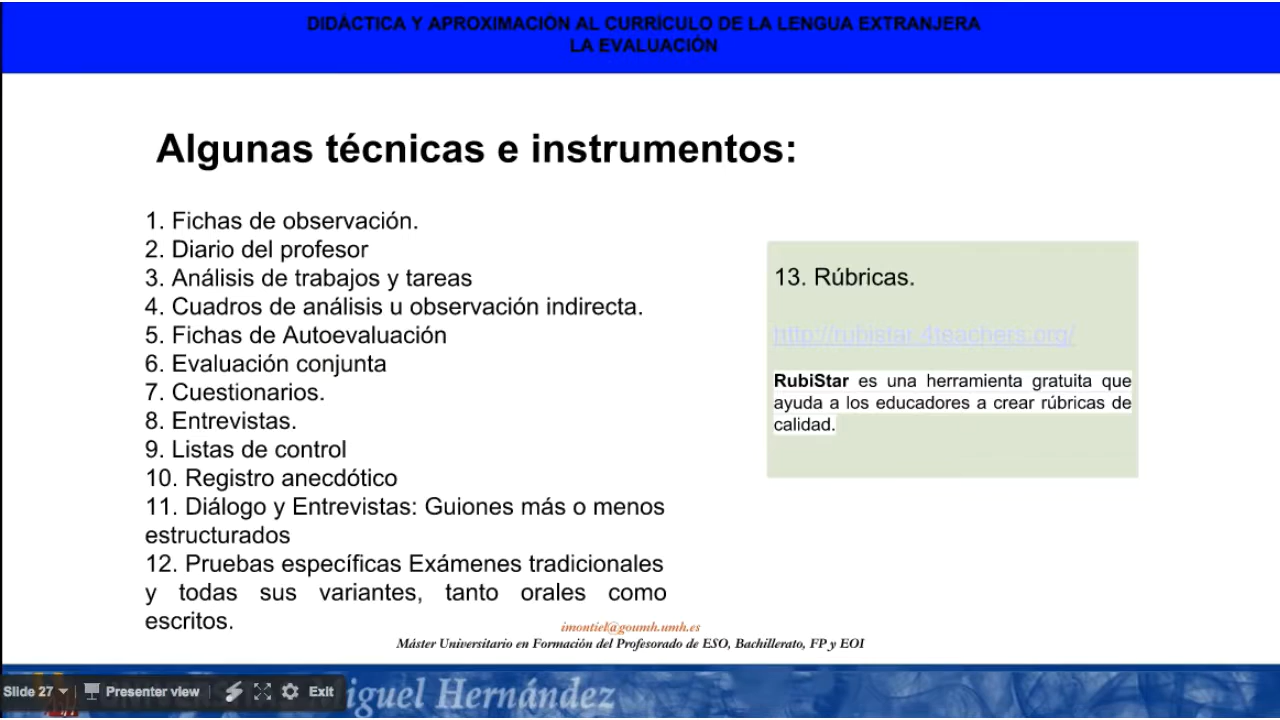 DIDÁCTICA Y APROXIMACIÓN AL CURRÍCULO DE LA LENGUA EXTRANJERA
LA EVALUACIÓN
Algunas técnicas e instrumentos:
1. Fichas de observación.
2. Diario del profesor
3. Análisis de trabajos y tareas
4. Cuadros de análisis u observación indirecta.
5. Fichas de Autoevaluación
6. Evaluación conjunta
7. Cuestionarios.
8. Entrevistas.
9. Listas de control
10. Registro anecdótico
11. Diálogo y Entrevistas: Guiones más o menos
estructurados
12. Pruebas específicas Exámenes tradicionales
y todas sus variantes, tanto orales como
escritos.
13. Rúbricas.
http://rubistar.4teachers.org/
RubiStar es una herramienta gratuita que
ayuda a los educadores a crear rúbricas de
calidad.
imontiel@goumh.umh.es
Máster Universitario en Formación del Profesorado de ESO, Bachillerato, FP y EOI
Slide 27 Presenter view Exit
iguel Hernández